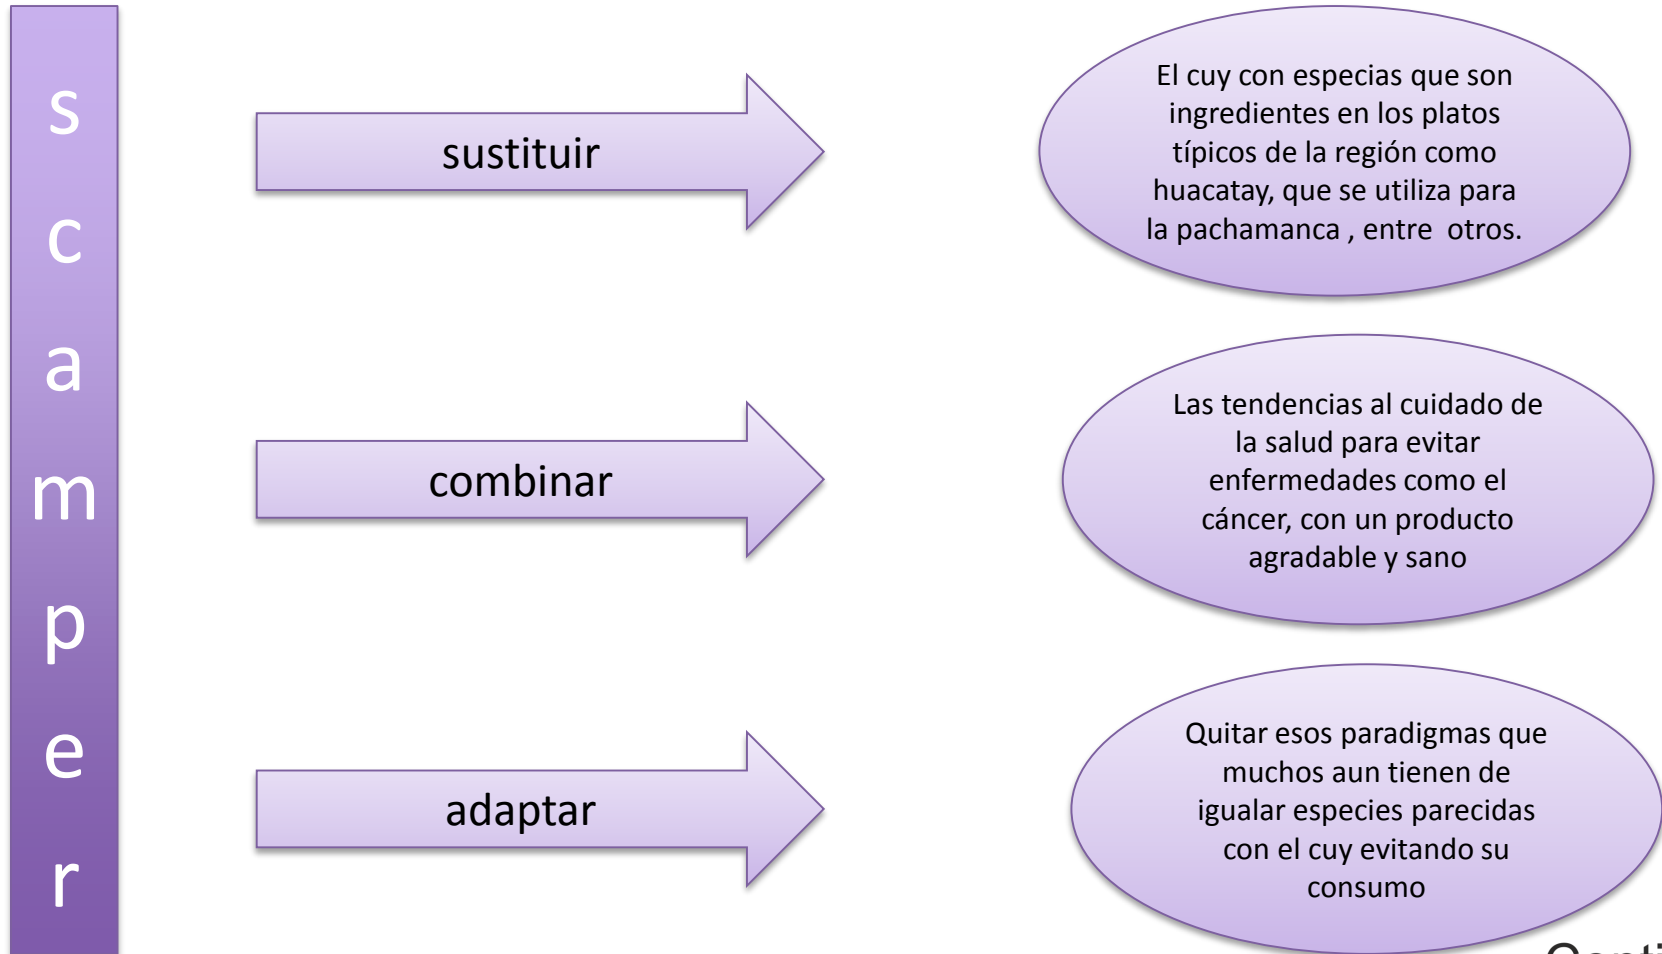 s
c
a
m
p
e
r
sustituir
El cuy con especias que son
ingredientes en los platos
típicos de la región como
huacatay, que se utiliza para
la pachamanca , entre  otros.
combinar
Las tendencias al cuidado de
la salud para evitar
enfermedades como el
cáncer, con un producto
agradable y sano
adaptar
Quitar esos paradigmas que
muchos aun tienen de
igualar especies parecidas
con el cuy evitando su
consumo